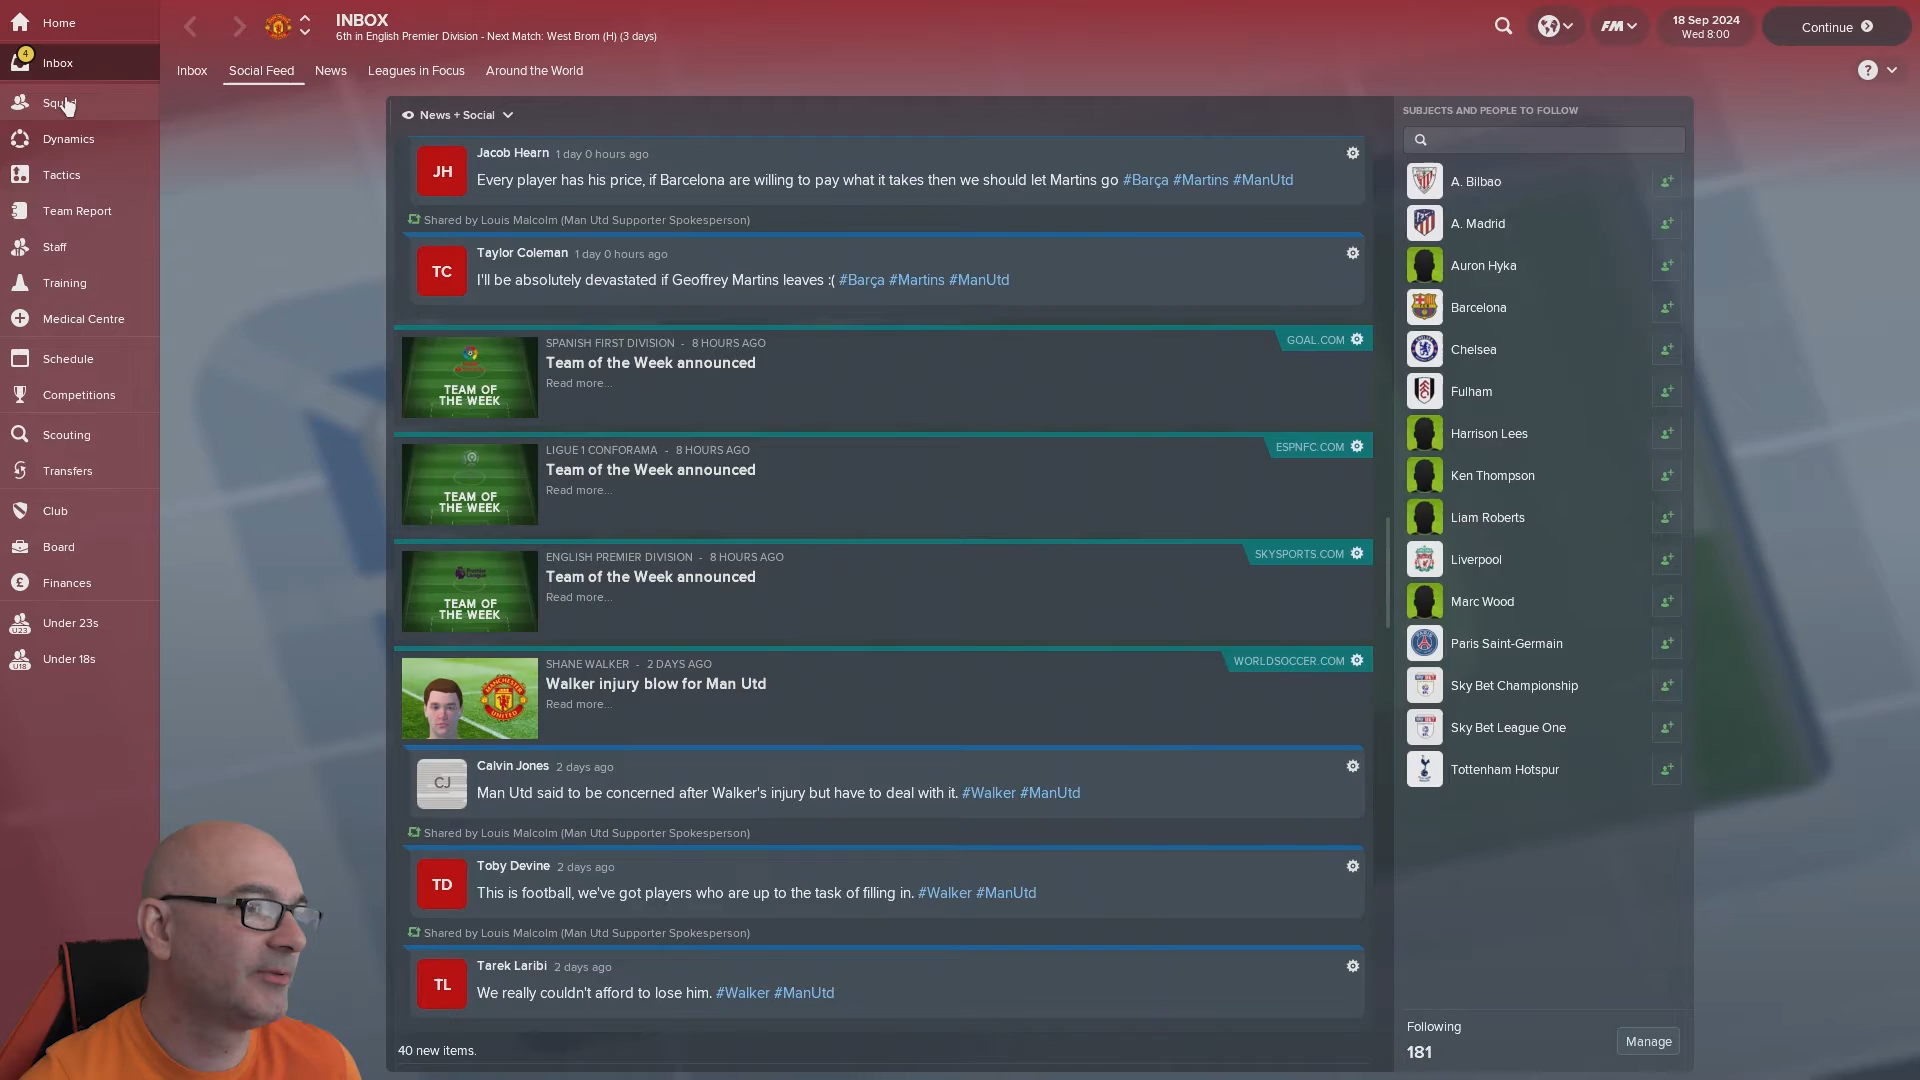 Home
4
Inbox
Squ
Dynamics
Tactics
Team Report
Staff
Training
Medical Centre
Schedule
Competitions
Scouting
Transfers
Club
Board
Finances
Under 23s
U23
Under 18s
U18
INBOX
6th in English Premier Division - Next Match: West Brom (H) (3 days)
FM
18 Sep 2024
Wed 8:00
Continue
Inbox Social Feed News Leagues in Focus Around the World
?
News + Social
JH
Jacob Hearn 1 day 0 hours ago
Every player has his price, if Barcelona are willing to pay what it takes then we should let Martins go #Barça #Martins #ManUtd
Shared by Louis Malcolm (Man Utd Supporter Spokesperson)
TC
Taylor Coleman 1 day 0 hours ago
I'll be absolutely devastated if Geoffrey Martins leaves :( #Barça #Martins #ManUtd
TEAM OF
THE WEEK
SPANISH FIRST DIVISION - 8 HOURS AGO
GOAL.COM
Team of the Week announced
Read more...
TEAM OF
THE WEEK
LIGUE 1 CONFORAMA - 8 HOURS AGO
ESPNFC.COM
Team of the Week announced
Read more...
TEAM OF
THE WEEK
ENGLISH PREMIER DIVISION - 8 HOURS AGO
SKYSPORTS.COM
Team of the Week announced
Read more...
SHANE WALKER - 2 DAYS AGO
WORLDSOCCER.COM
Walker injury blow for Man Utd
Read more...
CJ
Calvin Jones 2 days ago
Man Utd said to be concerned after Walker's injury but have to deal with it. #Walker #ManUtd
Shared by Louis Malcolm (Man Utd Supporter Spokesperson)
TD
Toby Devine 2 days ago
This is football, we've got players who are up to the task of filling in. #Walker #ManUtd
Shared by Louis Malcolm (Man Utd Supporter Spokesperson)
TL
Tarek Laribi 2 days ago
We really couldn't afford to lose him. #Walker #ManUtd
40 new items.
SUBJECTS AND PEOPLE TO FOLLOW
A. Bilbao
A. Madrid
Auron Hyka
Barcelona
Chelsea
Fulham
Harrison Lees
Ken Thompson
Liam Roberts
Liverpool
Marc Wood
Paris Saint-Germain
Sky Bet Championship
Sky Bet League One
Tottenham Hotspur
Following
181
Manage